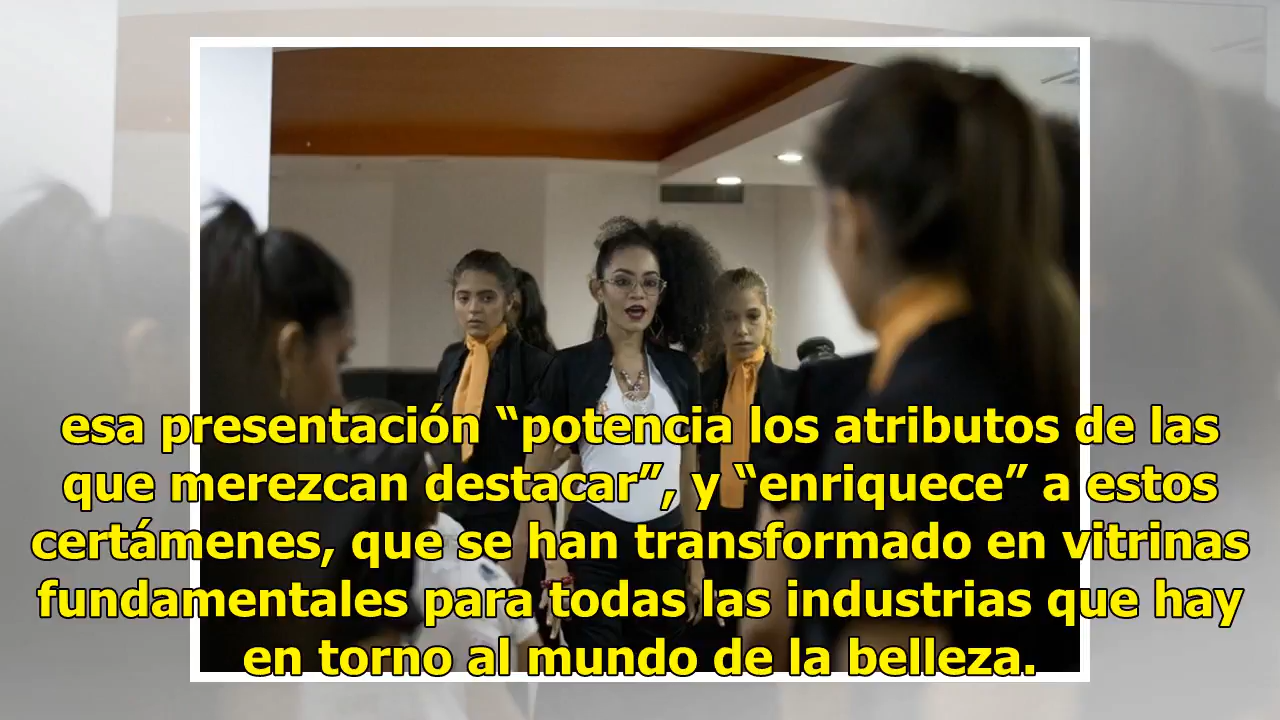 esa presentación “potencia los atributos de las
que merezcan destacar”, y “enriquece” a estos
certámenes, que se han transformado en vitrinas
fundamentales para todas las industrias que hay
en torno al mundo de la belleza.